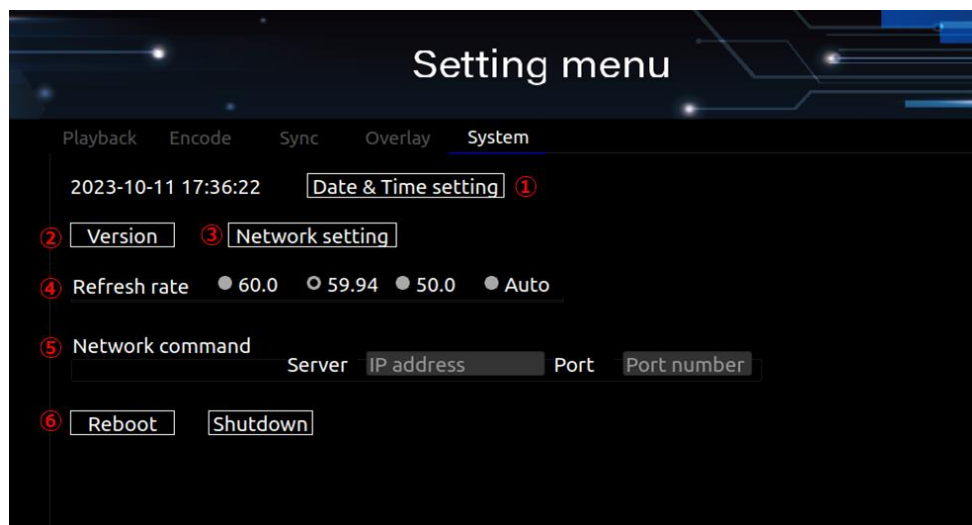 Setting menu
Playback Encode Sync Overlay System
2023-10-11 17:36:22 Date & Time setting ①
② Version ③ Network setting
④ Refresh rate 60.0 59.94 50.0 Auto
⑤ Network command
Server IP address Port Port number
⑥ Reboot Shutdown